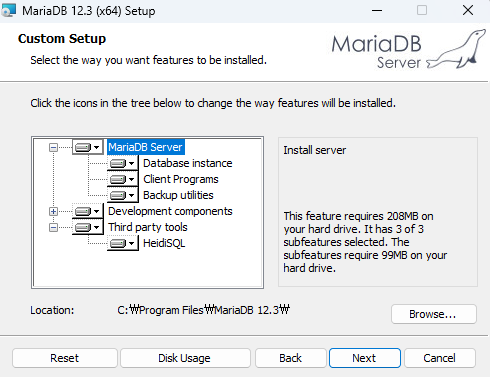 MariaDB 12.3 (x64) Setup
Custom Setup
Select the way you want features to be installed.
MariaDB
Server
Click the icons in the tree below to change the way features will be installed.
MariaDB Server
Database instance
Client Programs
Backup utilities
Development components
Third party tools
HeidiSQL
Install server
This feature requires 208MB on
your hard drive. It has 3 of 3
subfeatures selected. The
subfeatures require 99MB on your
hard drive.
Location: C:₩Program Files₩MariaDB 12.3₩
Browse...
Reset Disk Usage Back Next Cancel